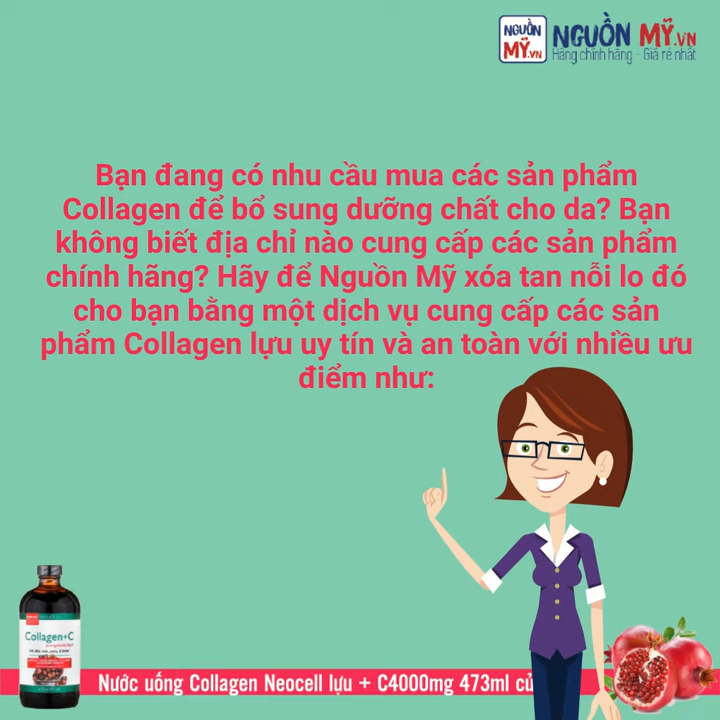 NGUỒN
MỸ.VN
NGUỒN MỸ.VN
Hàng chính hãng - Giá rẻ nhất
Bạn đang có nhu cầu mua các sản phẩm
Collagen để bổ sung dưỡng chất cho da? Bạn
không biết địa chỉ nào cung cấp các sản phẩm
chính hãng? Hãy để Nguồn Mỹ xóa tan nỗi lo đó
cho bạn bằng một dịch vụ cung cấp các sản
phẩm Collagen lựu uy tín và an toàn với nhiều ưu
điểm như:
Collagen+C
Nước uống Collagen Neocell lựu + C4000mg 473ml củ